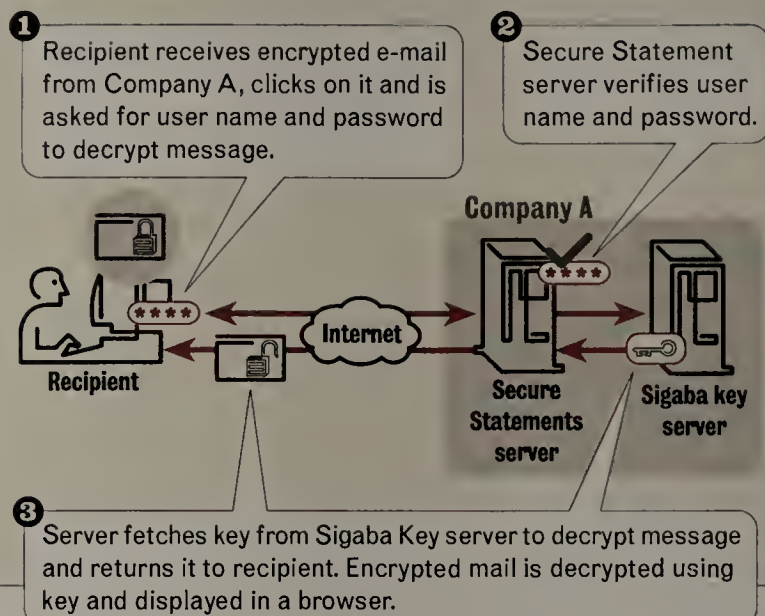 1
Recipient receives encrypted e-mail
from Company A, clicks on it and is
asked for user name and password
to decrypt message.
2
Secure Statement
server verifies user
name and password.
Company A
****
****
Internet
Recipient
Secure
Statements
server
Sigaba key
server
3
Server fetches key from Sigaba Key server to decrypt message
and returns it to recipient. Encrypted mail is decrypted using
key and displayed in a browser.